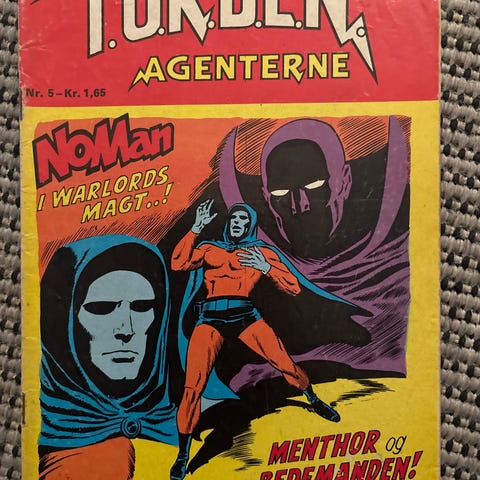 T.O.R.D.E.N.
AGENTERNE
Nr. 5 – Kr. 1,65
NoMan
I WARLORDS
MAGT..!
MENTHOR og
BEDEMANDEN!